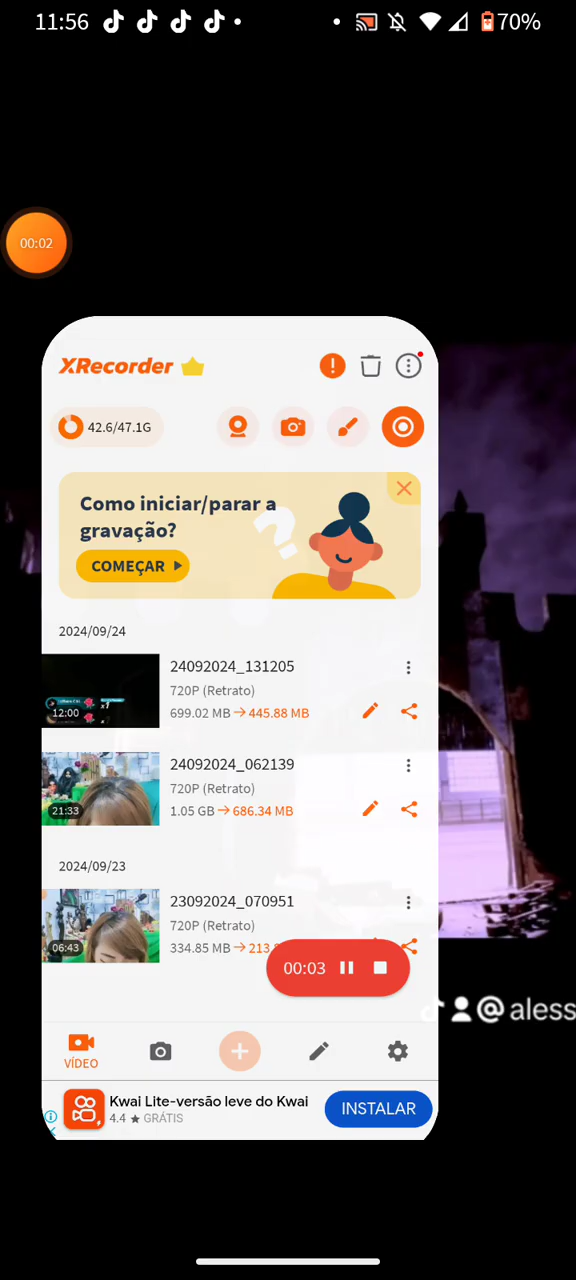 11:56
70%
00:02
XRecorder
!
42.6/47.1G
Como iniciar/parar a
gravação?
?
COMEÇAR
2024/09/24
24092024_131205
720P (Retrato)
12:00
699.02 MB → 445.88 MB
24092024_062139
720P (Retrato)
21:33
1.05 GB → 686.34 MB
2024/09/23
23092024_070951
720P (Retrato)
06:43
334.85 MB → 213
00:03
@aless
VÍDEO
Kwai Lite-versão leve do Kwai
4.4 ★ GRÁTIS
INSTALAR